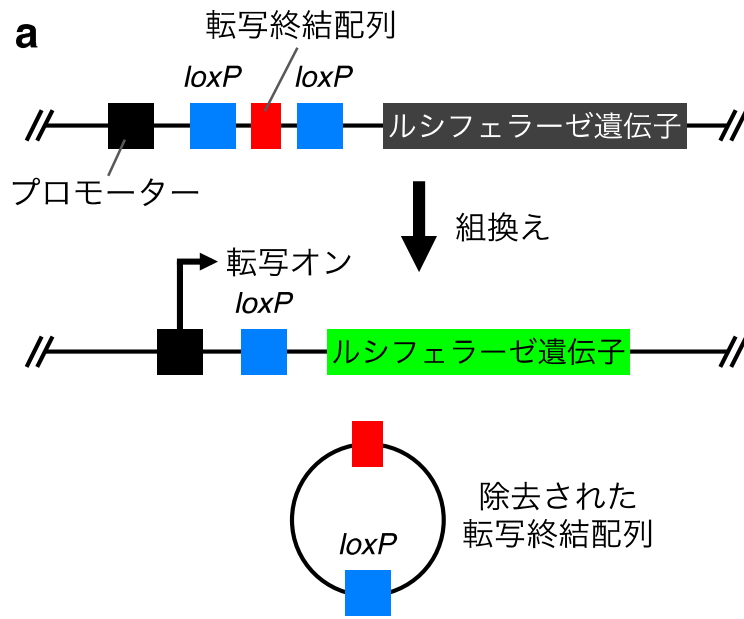 a
転写終結配列
loxP
loxP
ルシフェラーゼ遺伝子
プロモーター
組換え
転写オン
loxP
ルシフェラーゼ遺伝子
除去された
転写終結配列
loxP